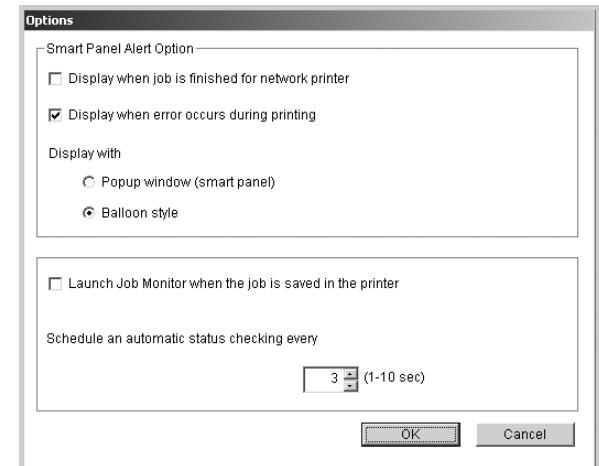 Options
Smart Panel Alert Option
Display when job is finished for network printer
Display when error occurs during printing
Display with
Popup window (smart panel)
Balloon style
Launch Job Monitor when the job is saved in the printer
Schedule an automatic status checking every
3 (1-10 sec)
OK Cancel